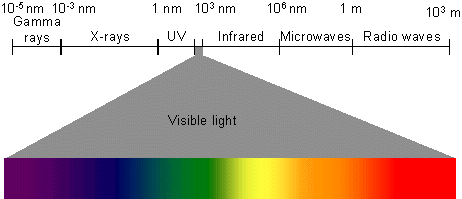 10⁻⁵ nm 10⁻³ nm 1 nm 10³ nm 10⁶ nm 1 m 10³ m
Gamma
rays X-rays UV Infrared Microwaves Radio waves
Visible light